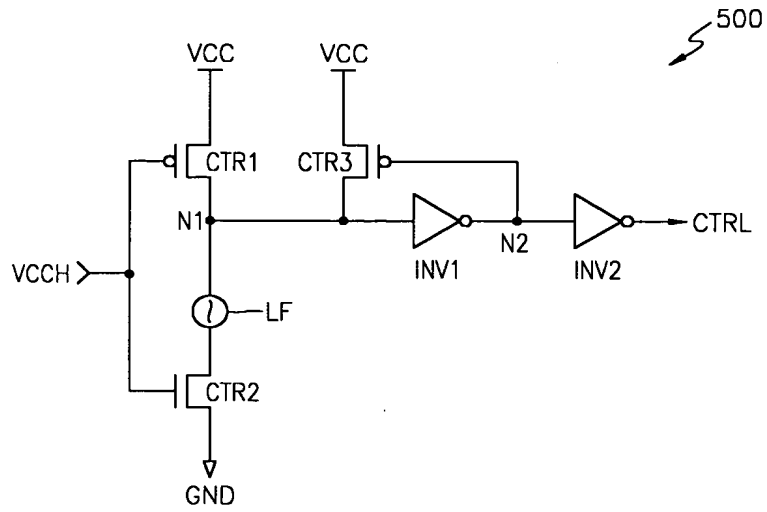 500
VCC
VCC
CTR1
CTR3
N1
N2
CTRL
VCCH
INV1
INV2
LF
CTR2
GND